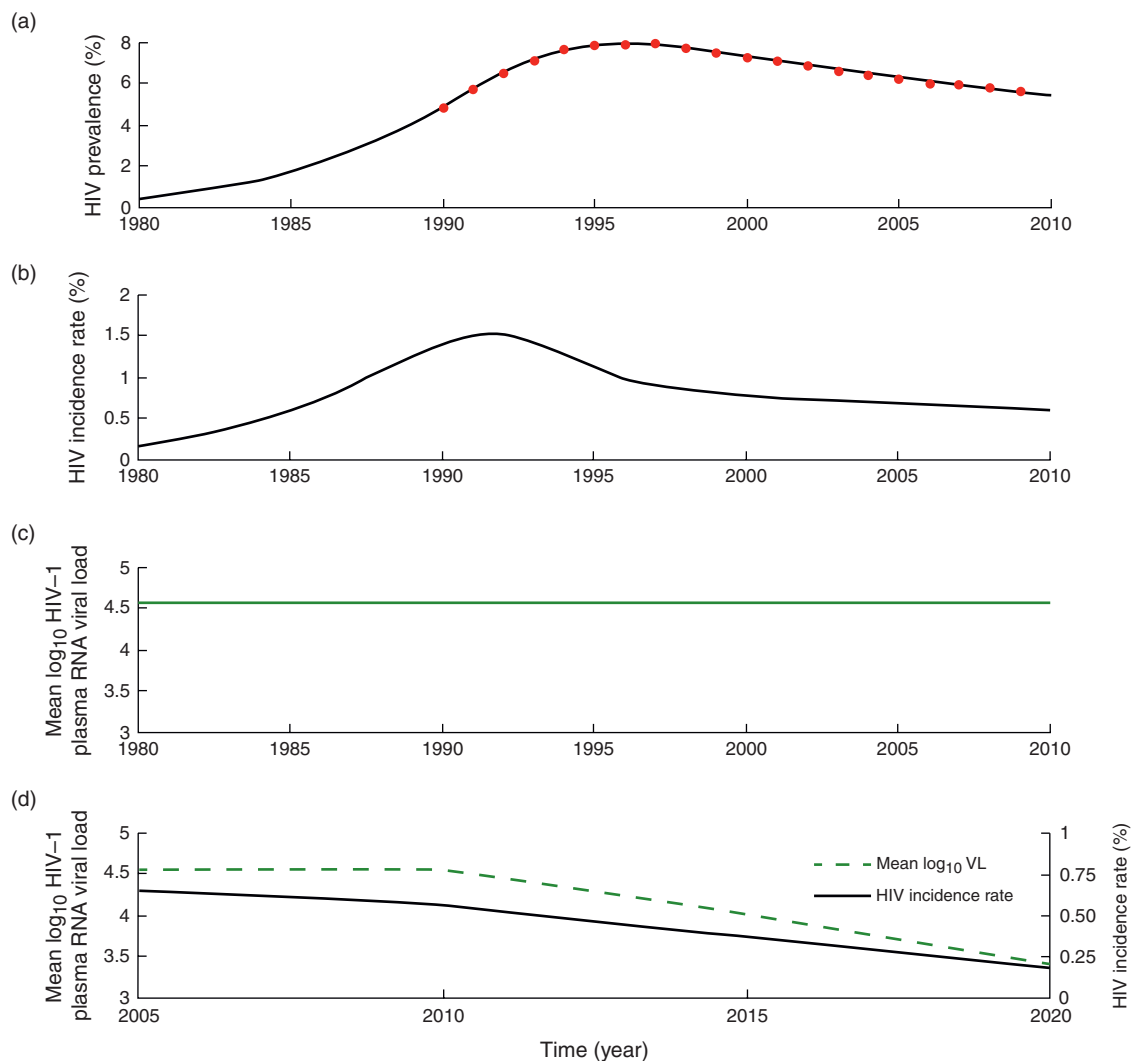 (a)
HIV prevalence (%)
8
6
4
2
0
1980 1985 1990 1995 2000 2005 2010
(b)
HIV incidence rate (%)
2
1.5
1
0.5
0
1980 1985 1990 1995 2000 2005 2010
(c)
Mean log10 HIV–1
plasma RNA viral load
5
4.5
4
3.5
3
1980 1985 1990 1995 2000 2005 2010
(d)
Mean log10 HIV–1
plasma RNA viral load
5
4.5
4
3.5
3
Mean log10 VL
HIV incidence rate
1
0.75
0.50
0.25
0
HIV incidence rate (%)
2005 2010 2015 2020
Time (year)